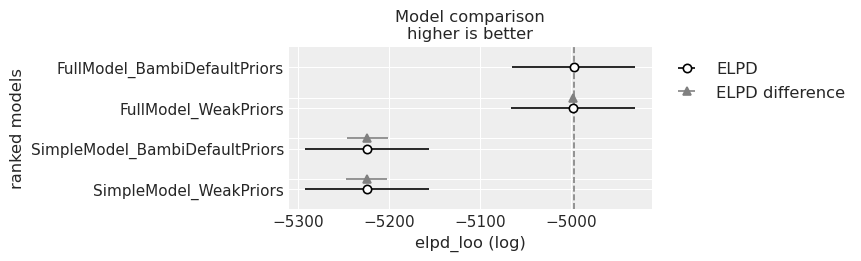 Model comparison
higher is better
FullModel_BambiDefaultPriors
FullModel_WeakPriors
SimpleModel_BambiDefaultPriors
SimpleModel_WeakPriors
ranked models
−5300 −5200 −5100 −5000
elpd_loo (log)
ELPD
ELPD difference